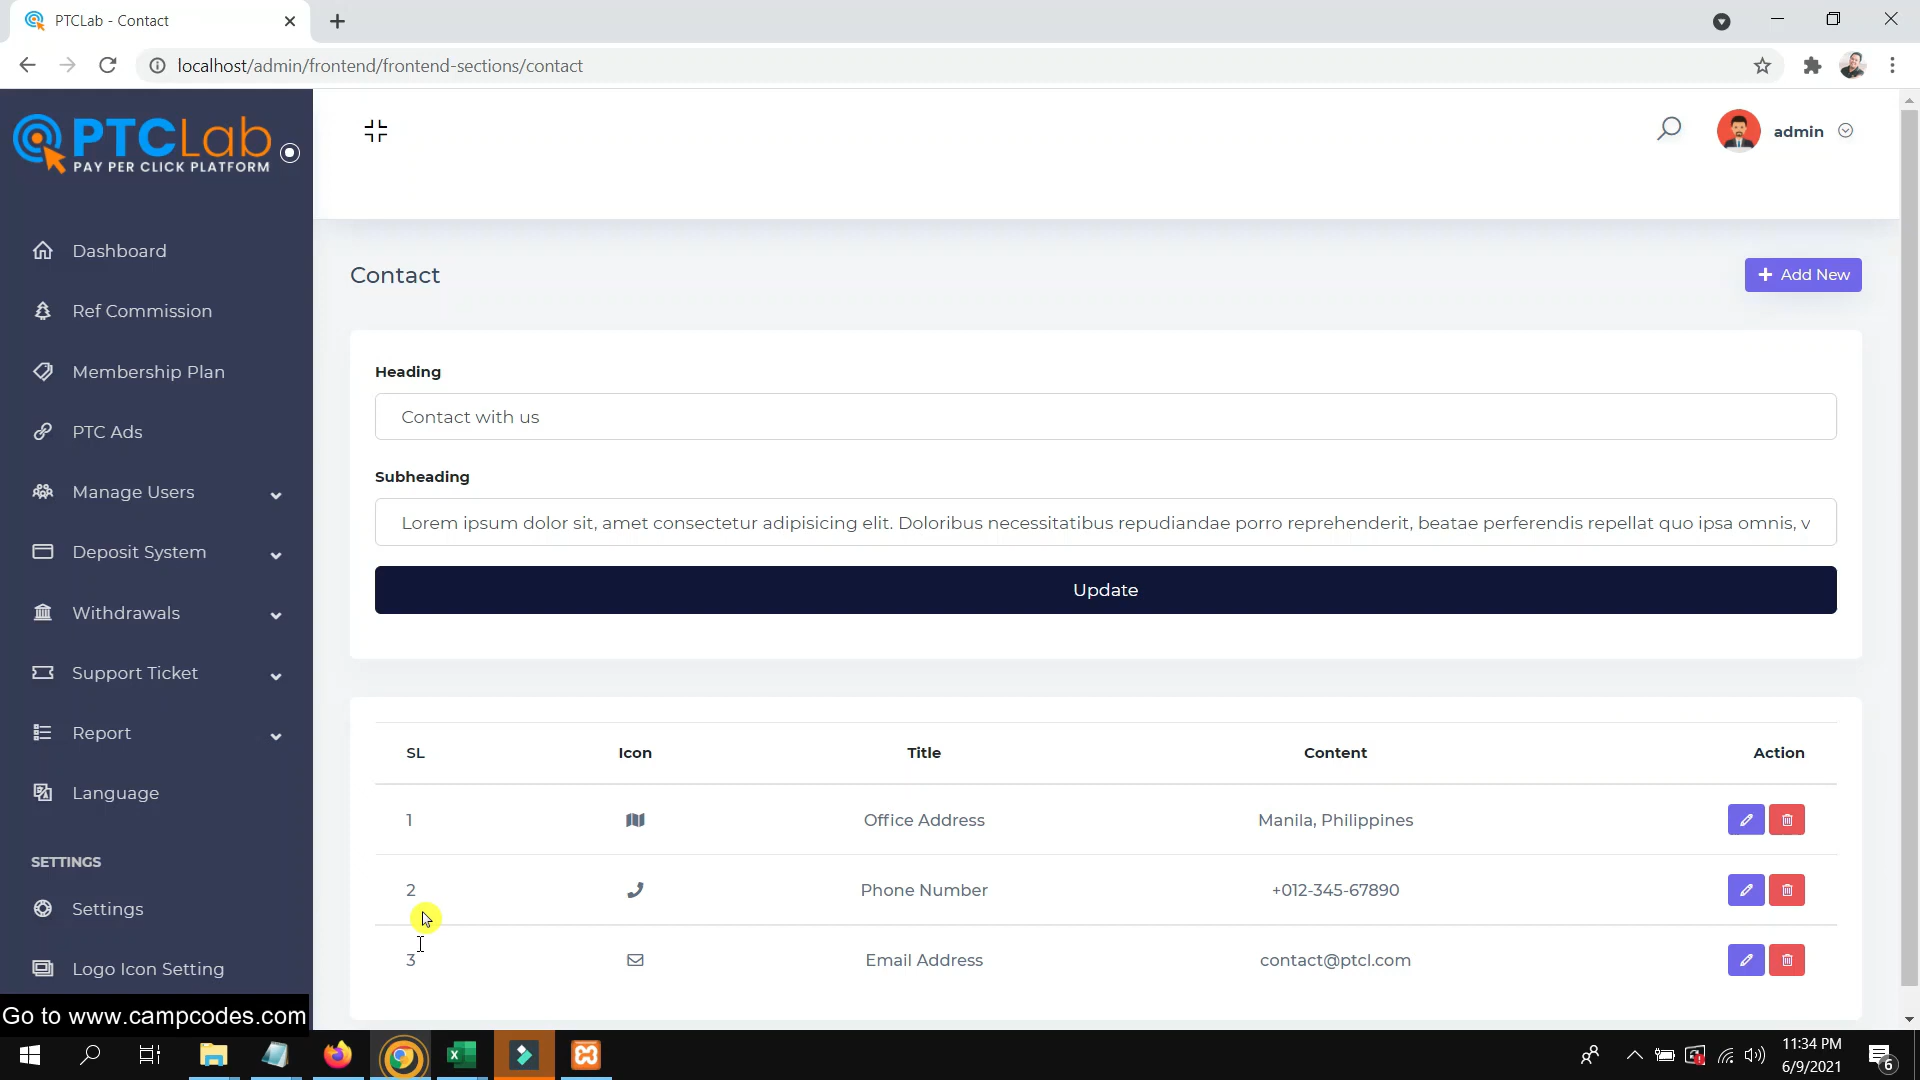 PTCLab - Contact
localhost/admin/frontend/frontend-sections/contact
PTCLab
PAY PER CLICK PLATFORM
admin
Dashboard
Ref Commission
Membership Plan
PTC Ads
Manage Users
Deposit System
Withdrawals
Support Ticket
Report
Language
SETTINGS
Settings
Logo Icon Setting
Contact
Add New
Heading
Contact with us
Subheading
Lorem ipsum dolor sit, amet consectetur adipisicing elit. Doloribus necessitatibus repudiandae porro reprehenderit, beatae perferendis repellat quo ipsa omnis, v
Update
SL Icon Title Content Action
1 Office Address Manila, Philippines
2 Phone Number +012-345-67890
3 Email Address contact@ptcl.com
Go to www.campcodes.com
11:34 PM
6/9/2021
6